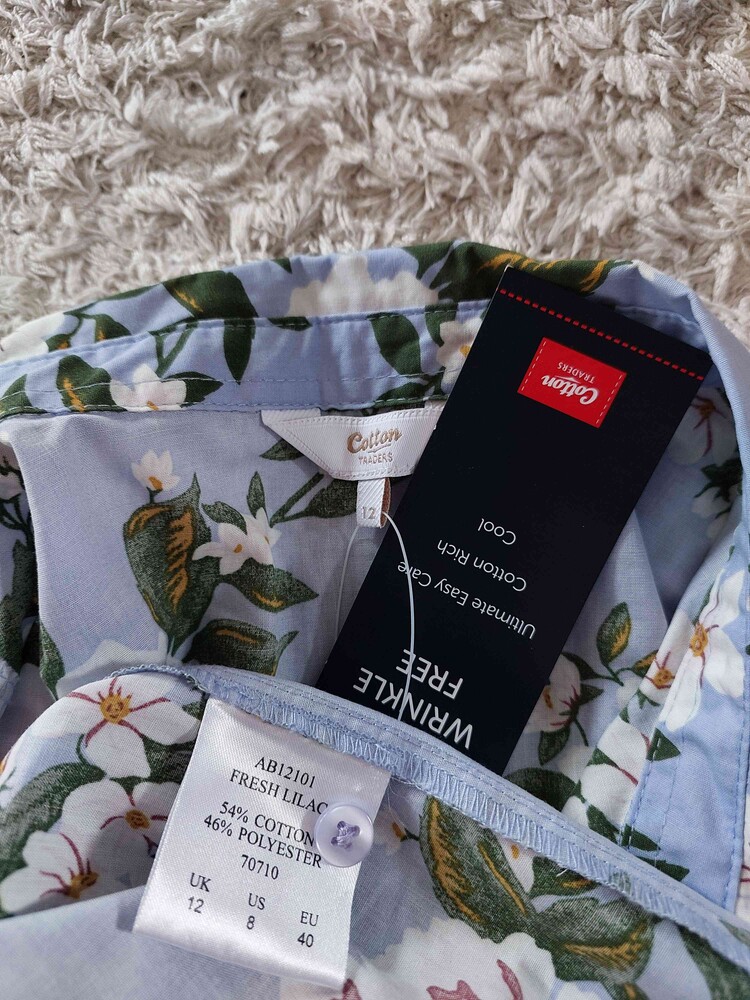 Cotton
TRADERS
12
Cotton
TRADERS
WRINKLE
FREE
Ultimate Easy Care
Cotton Rich
Cool
AB12101
FRESH LILAC
54% COTTON
46% POLYESTER
70710
UK US EU
12 8 40